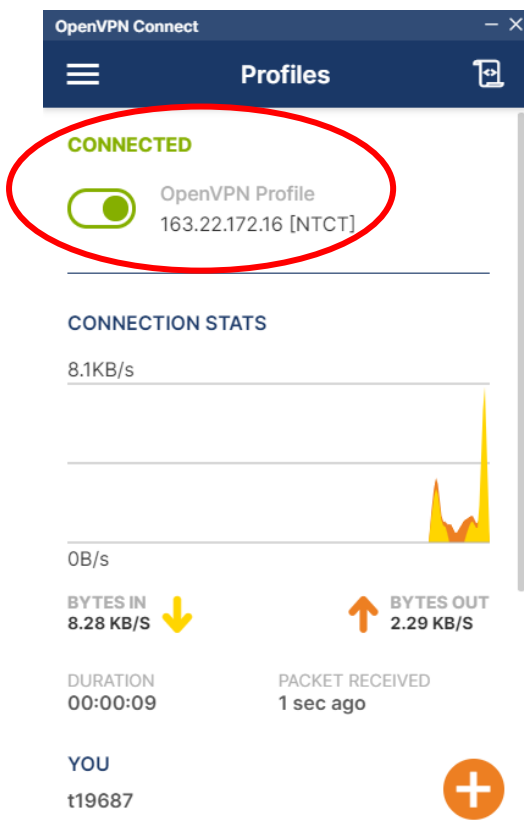 OpenVPN Connect
Profiles
CONNECTED
OpenVPN Profile
163.22.172.16 [NTCT]
CONNECTION STATS
8.1KB/s
0B/s
BYTES IN
8.28 KB/S
BYTES OUT
2.29 KB/S
DURATION
00:00:09
PACKET RECEIVED
1 sec ago
YOU
t19687